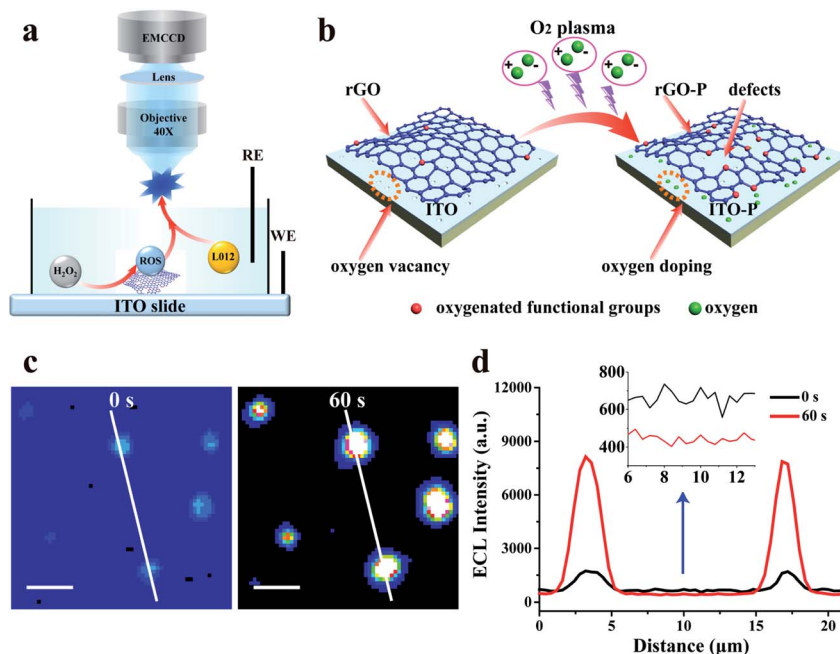 a
EMCCD
Lens
Objective
40X
RE
WE
H2O2
ROS
L012
ITO slide
b
O2 plasma
+ -
+ -
+ -
rGO
rGO-P
defects
ITO
ITO-P
oxygen vacancy
oxygen doping
oxygenated functional groups
oxygen
c
0 s
60 s
d
ECL Intensity (a.u.)
12000
9000
6000
3000
1500
0
800
600
400
6 8 10 12
0 s
60 s
0 5 10 15 20
Distance (µm)